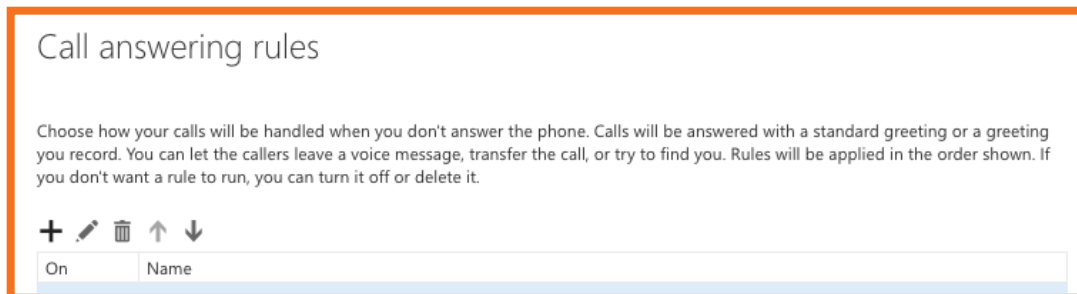 Call answering rules
Choose how your calls will be handled when you don't answer the phone. Calls will be answered with a standard greeting or a greeting
you record. You can let the callers leave a voice message, transfer the call, or try to find you. Rules will be applied in the order shown. If
you don't want a rule to run, you can turn it off or delete it.
On Name